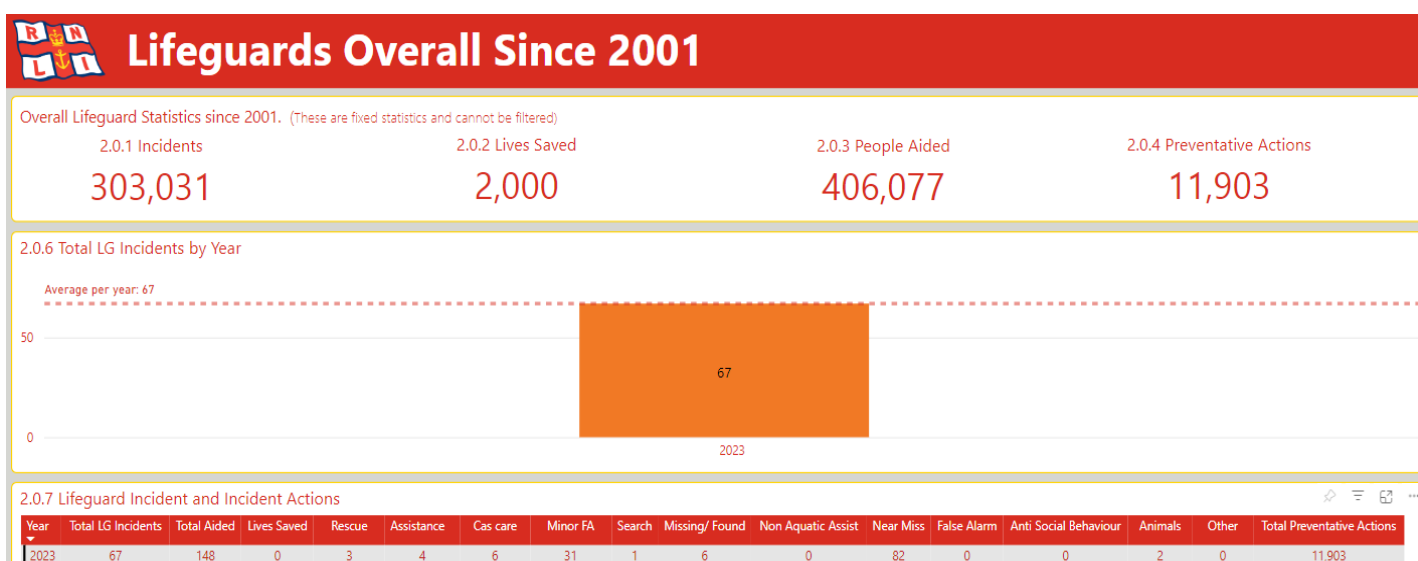 R N L I
Lifeguards Overall Since 2001
Overall Lifeguard Statistics since 2001. (These are fixed statistics and cannot be filtered)
2.0.1 Incidents 2.0.2 Lives Saved 2.0.3 People Aided 2.0.4 Preventative Actions
303,031 2,000 406,077 11,903
2.0.6 Total LG Incidents by Year
Average per year: 67
50
67
0
2023
2.0.7 Lifeguard Incident and Incident Actions
Year Total LG Incidents Total Aided Lives Saved Rescue Assistance Cas care Minor FA Search Missing/ Found Non Aquatic Assist Near Miss False Alarm Anti Social Behaviour Animals Other Total Preventative Actions
2023 67 148 0 3 4 6 31 1 6 0 82 0 0 2 0 11,903